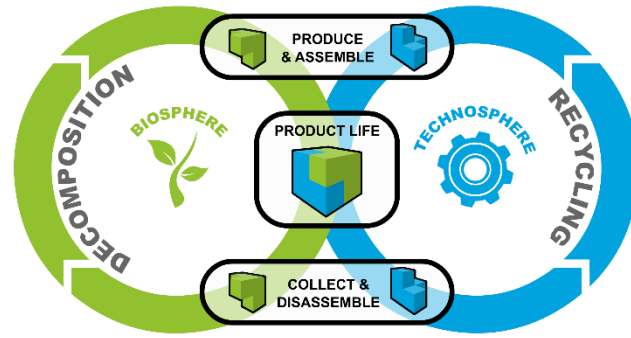 PRODUCE
& ASSEMBLE
DECOMPOSITION
BIOSPHERE
PRODUCT LIFE
TECHNOSPHERE
RECYCLING
COLLECT &
DISASSEMBLE